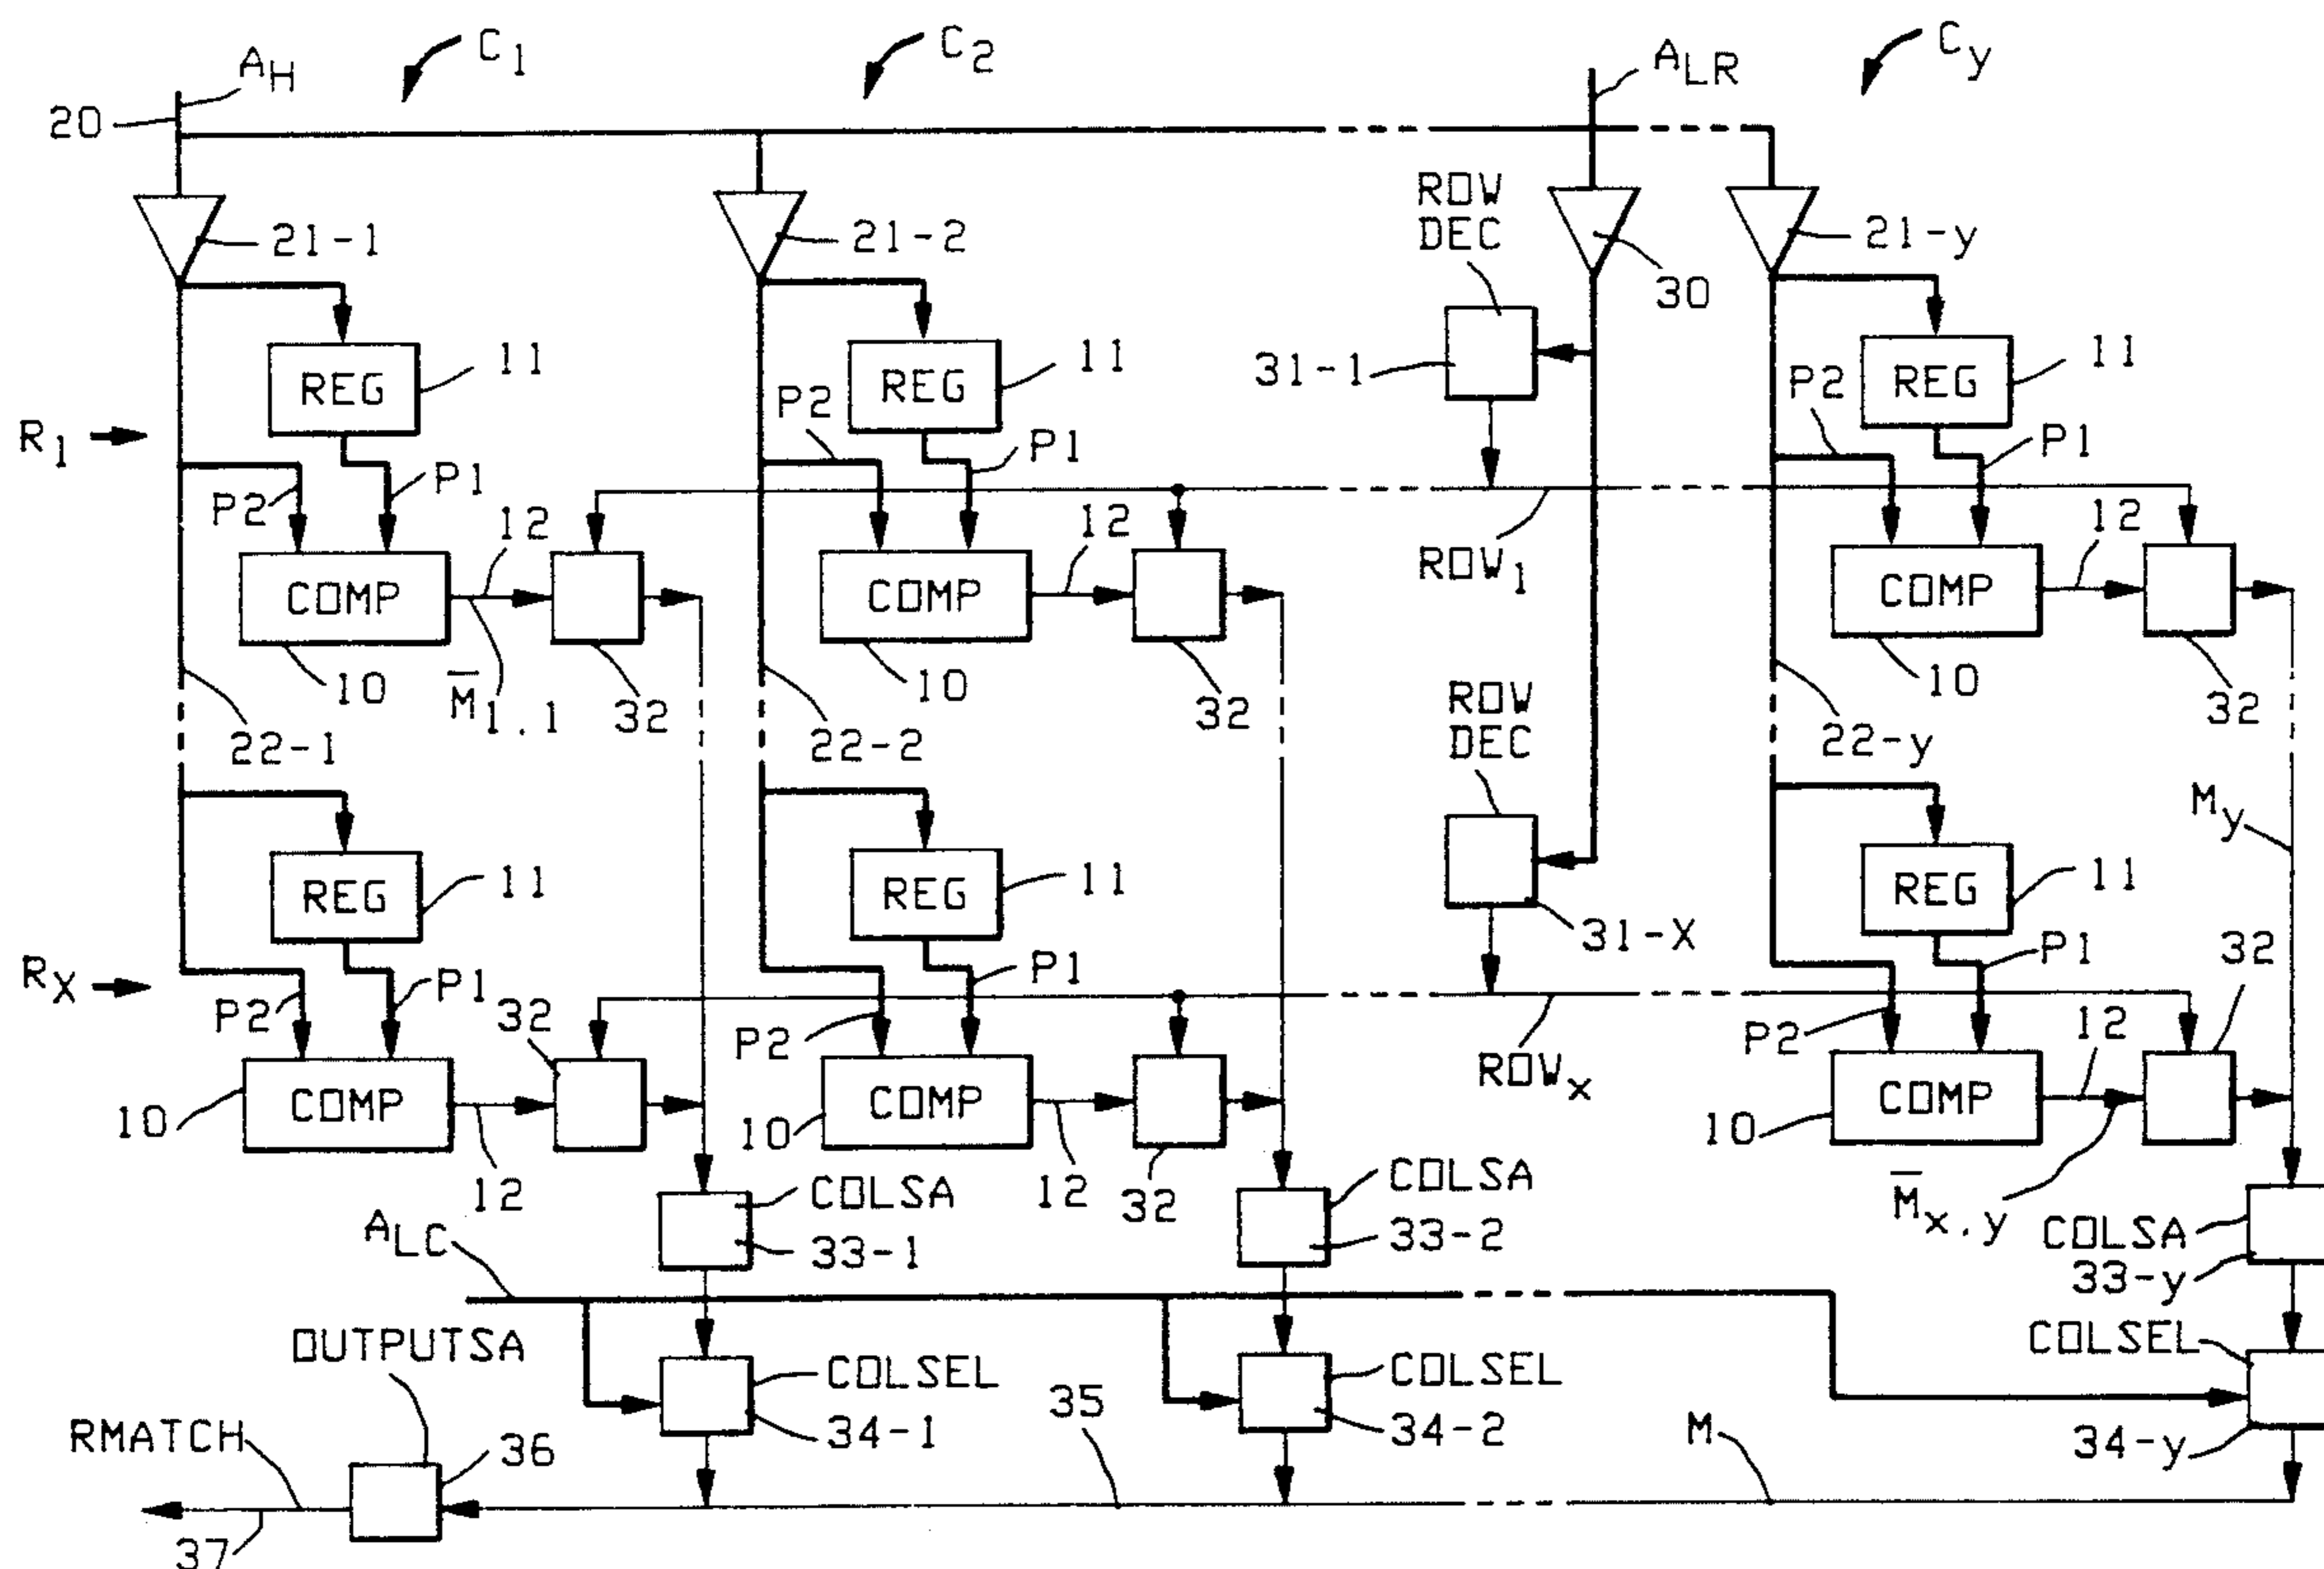 C1 C2 Cy
AH ALR
20
21-1 21-2 ROW DEC 30 21-y
REG 11 REG 11 31-1 REG 11
R1 P2 P1 P2 P1 P2 P1
12 12 ROW1 12
COMP COMP COMP
10 M̅1.1 32 10 32 10 32
22-1 22-2 ROW DEC 22-y
My
REG 11 REG 11 31-X REG 11
RX P2 P1 32 P2 P1 ROWx P2 P1 32
COMP COMP COMP
10 12 10 12 32 10 12 M̅x.y
COLSA 33-1 COLSA 33-2 COLSA 33-y
ALC
COLSEL 34-1 COLSEL 34-2 COLSEL 34-y
OUTPUTSA
RMATCH 36 35 M
37